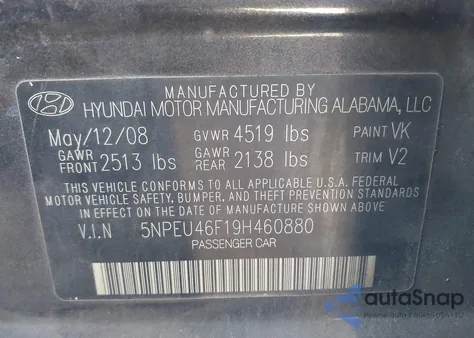 MANUFACTURED BY
HYUNDAI MOTOR MANUFACTURING ALABAMA, LLC
May/12/08 GVWR 4519 lbs PAINT VK
GAWR FRONT 2513 lbs GAWR REAR 2138 lbs TRIM V2
THIS VEHICLE CONFORMS TO ALL APPLICABLE U.S.A. FEDERAL
MOTOR VEHICLE SAFETY, BUMPER, AND THEFT PREVENTION STANDARDS
IN EFFECT ON THE DATE OF MANUFACTURE SHOWN ABOVE.
V.I.N 5NPEU46F19H460880
PASSENGER CAR
autaSnap